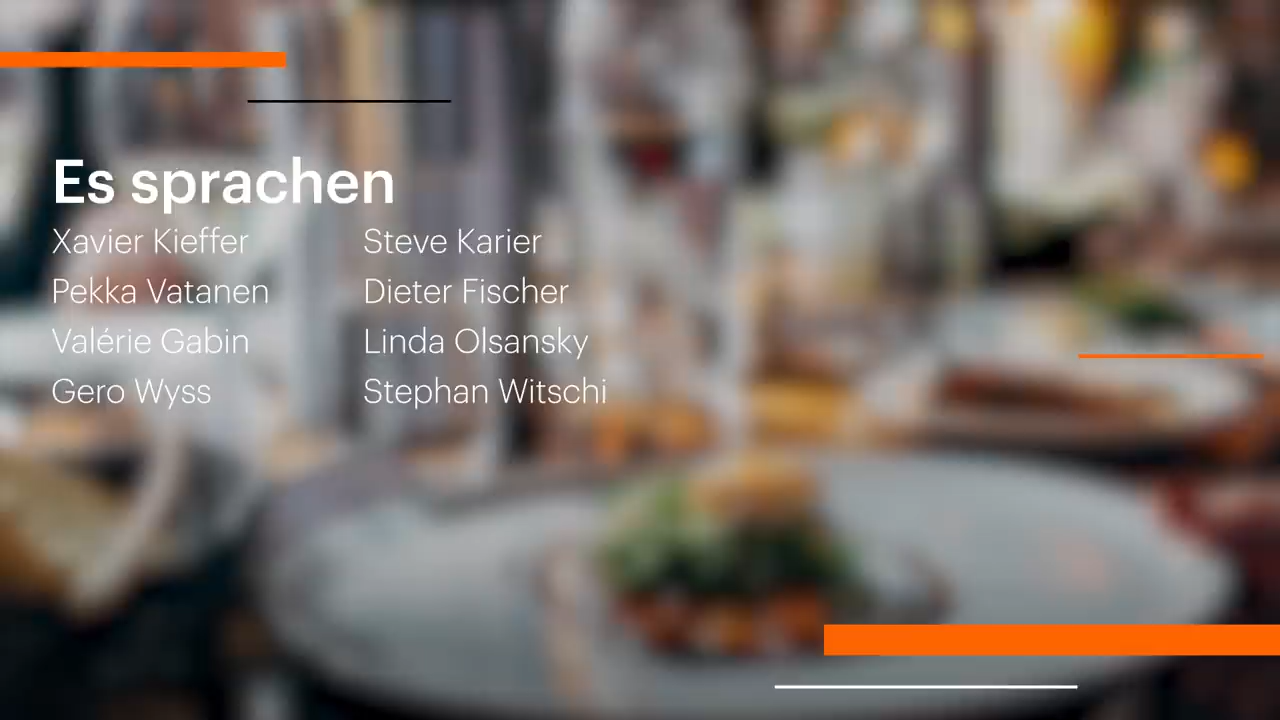 Es sprachen
Xavier Kieffer
Steve Karier
Pekka Vatanen
Dieter Fischer
Valérie Gabin
Linda Olsansky
Gero Wyss
Stephan Witschi